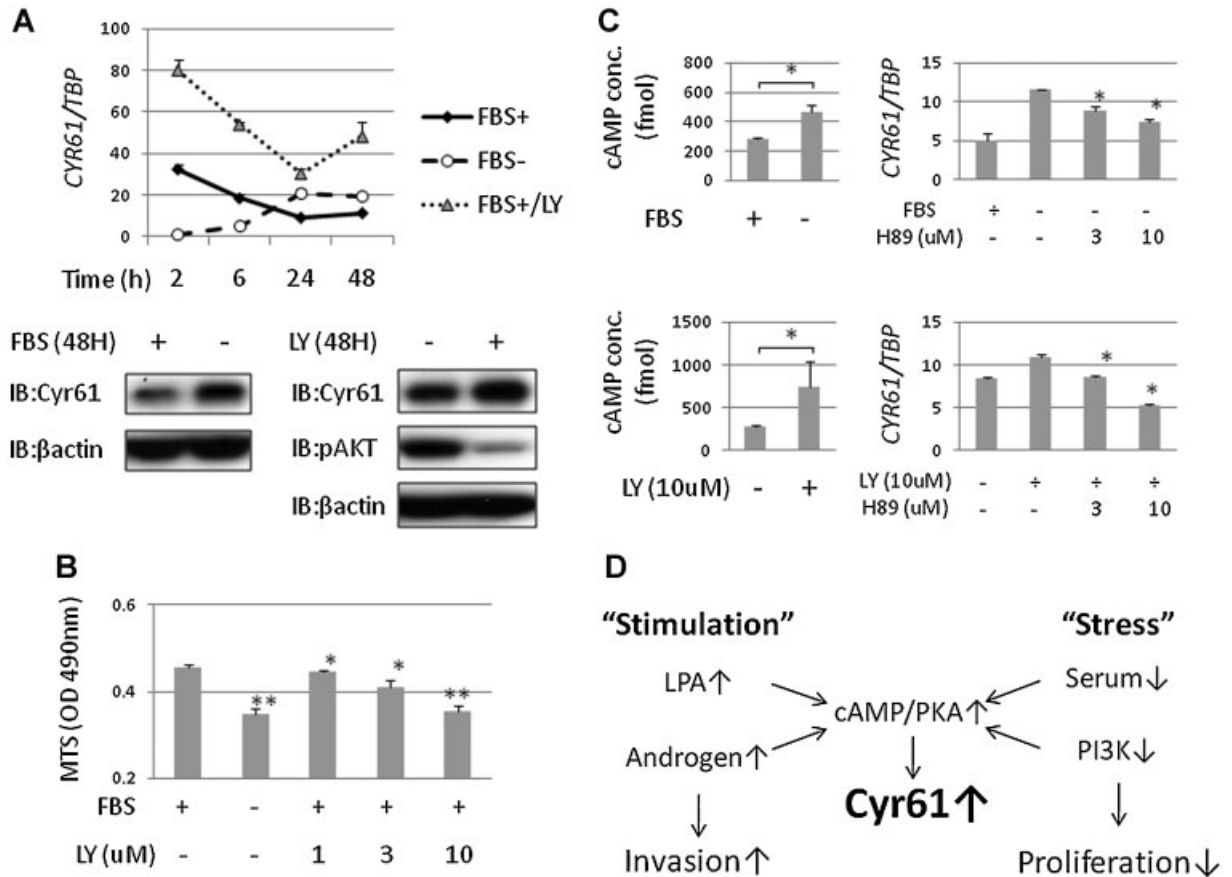 A
100
80
60
40
20
0
CYR61/TBP
FBS+
FBS-
FBS+/LY
Time (h) 2 6 24 48
FBS (48H) + -
IB:Cyr61
IB:βactin
LY (48H) - +
IB:Cyr61
IB:pAKT
IB:βactin
B
0.6
0.4
0.2
MTS (OD 490nm)
** * * **
FBS + - + + +
LY (uM) - - 1 3 10
C
cAMP conc.
(fmol)
800
600
400
200
0
*
FBS + -
CYR61/TBP
15
10
5
0
* *
FBS ÷ - - -
H89 (uM) - - 3 10
cAMP conc.
(fmol)
1500
1000
500
0
*
LY (10uM) - +
CYR61/TBP
15
10
5
0
* *
LY (10uM) - ÷ ÷ ÷
H89 (uM) - - 3 10
D
“Stimulation” “Stress”
LPA↑ Serum↓
cAMP/PKA↑
Androgen↑ PI3K↓
Cyr61↑
Invasion↑ Proliferation↓